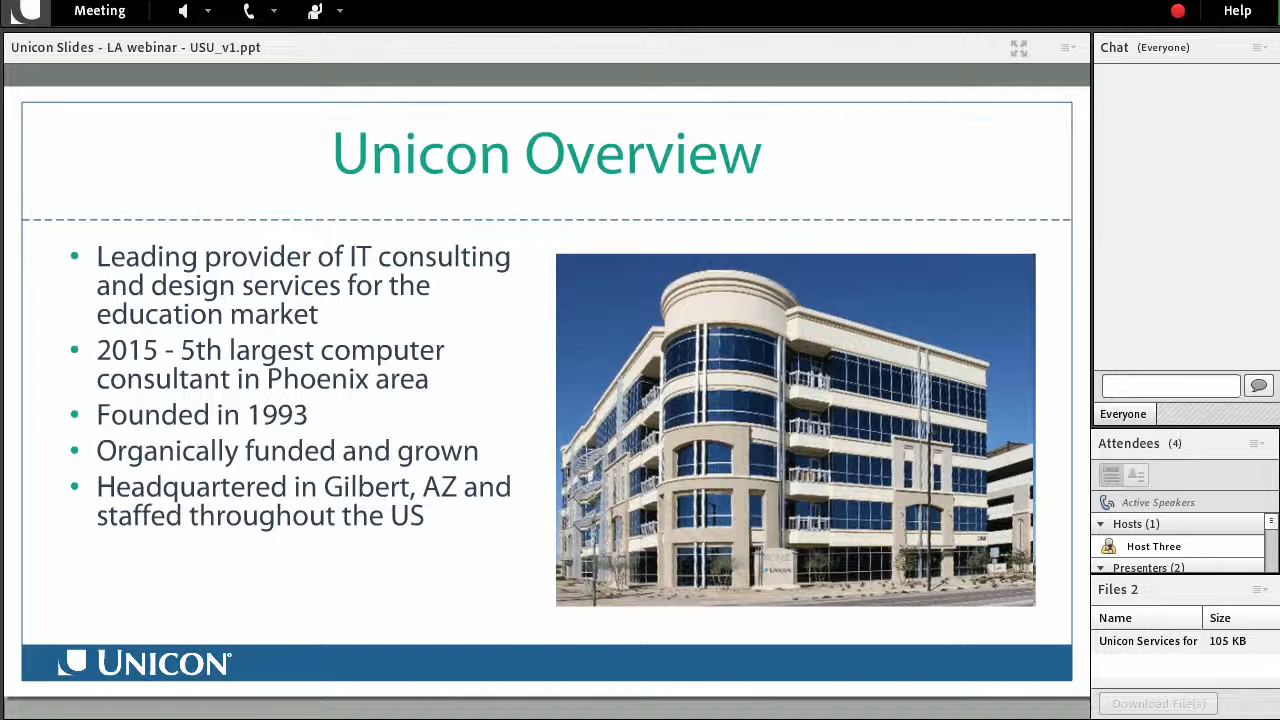 Meeting
Help
Unicon Slides - LA webinar - USU_v1.ppt
Unicon Overview
• Leading provider of IT consulting
and design services for the
education market
• 2015 - 5th largest computer
consultant in Phoenix area
• Founded in 1993
• Organically funded and grown
• Headquartered in Gilbert, AZ and
staffed throughout the US
UNICON
UNICON®
Chat (Everyone)
Everyone
Attendees (4)
Active Speakers
Hosts (1)
Host Three
Presenters (2)
Files 2
Name Size
Unicon Services for 105 KB
Download File(s)